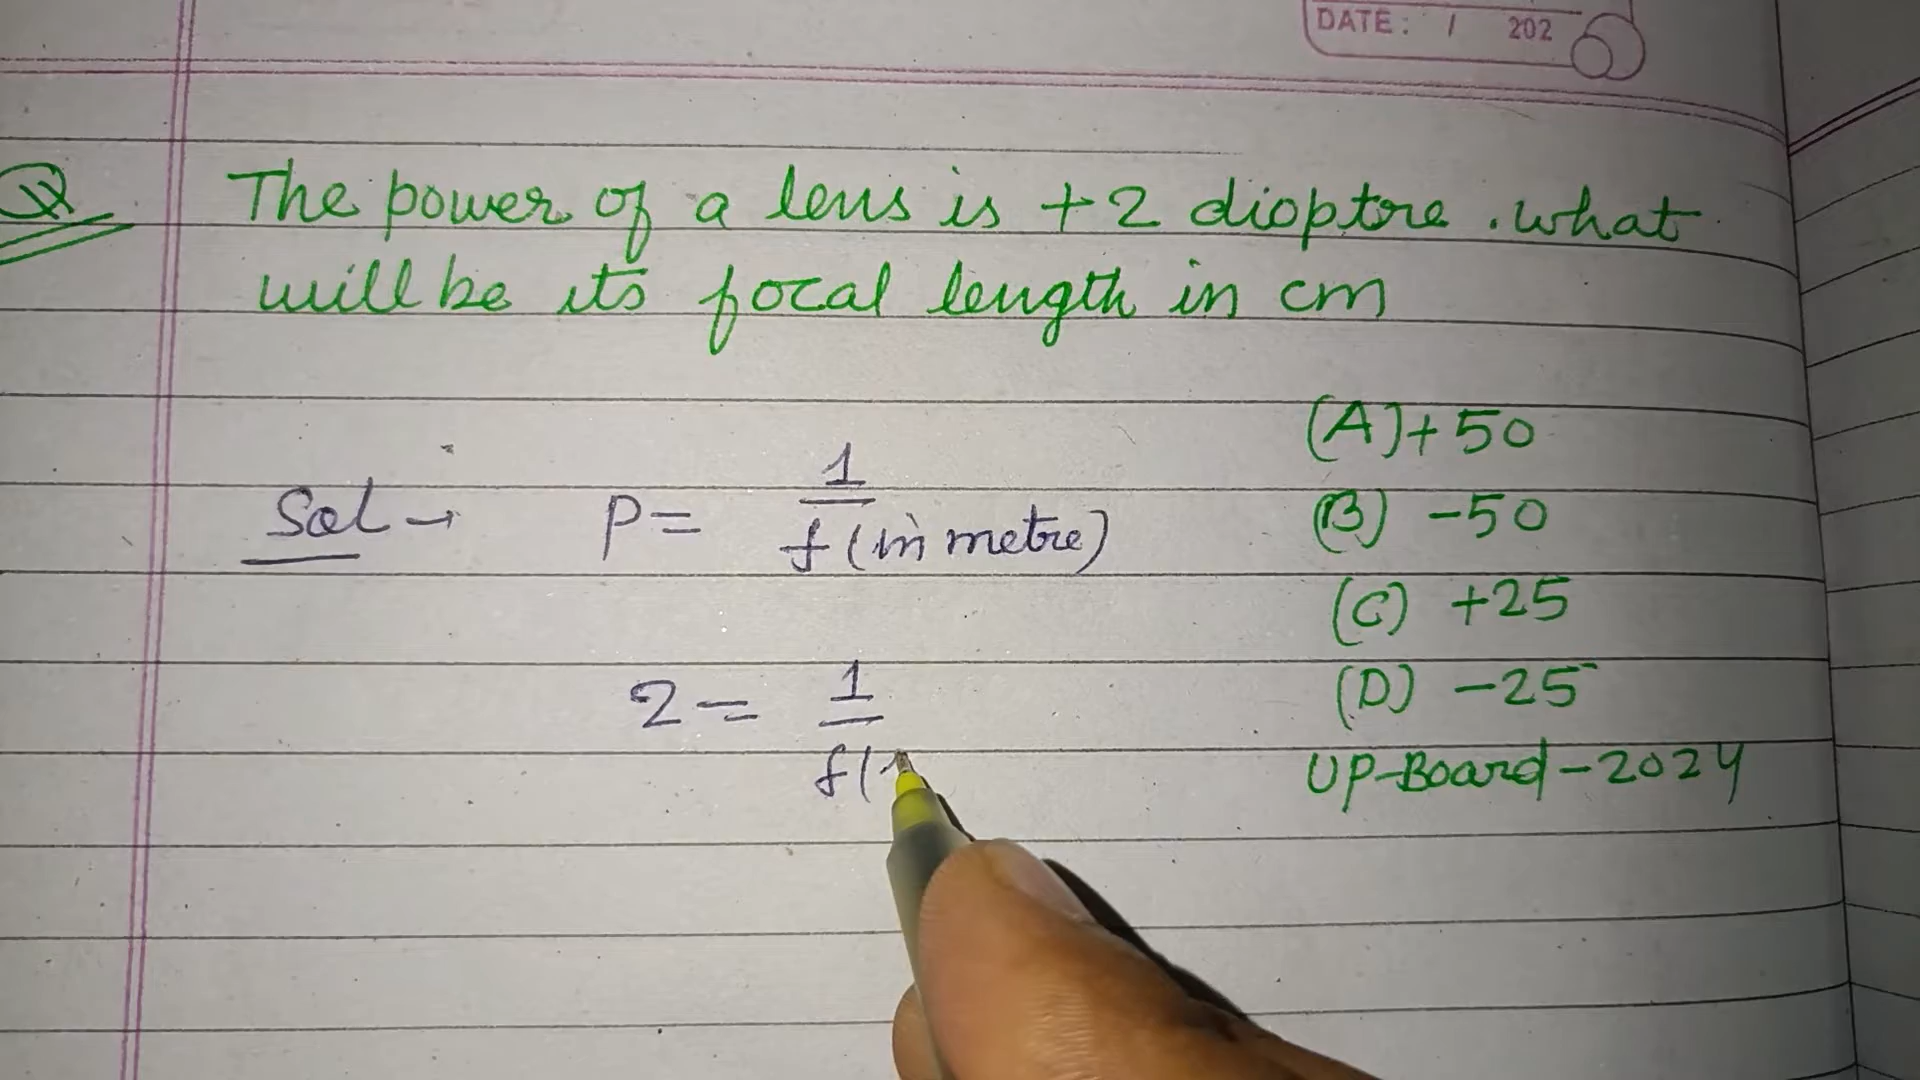 DATE: / 202
Q The power of a lens is +2 dioptre. what
will be its focal length in cm
(A) +50
(B) -50
(C) +25
(D) -25
UP-Board-2024
Sol → P = 1/f (in metre)
2 = 1/f(